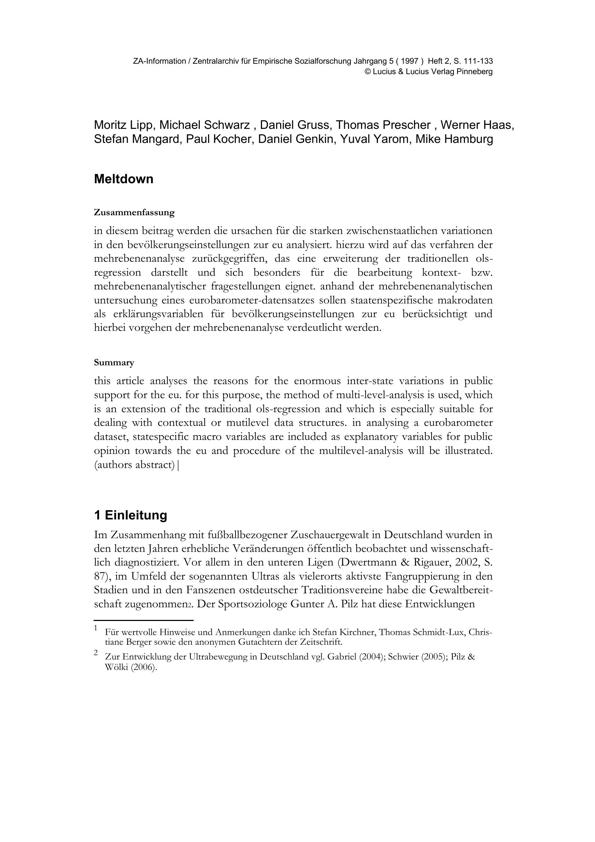 ZA-Information / Zentralarchiv für Empirische Sozialforschung Jahrgang 5 ( 1997 ) Heft 2, S. 111-133
© Lucius & Lucius Verlag Pinneberg
Moritz Lipp, Michael Schwarz , Daniel Gruss, Thomas Prescher , Werner Haas,
Stefan Mangard, Paul Kocher, Daniel Genkin, Yuval Yarom, Mike Hamburg
Meltdown
Zusammenfassung
in diesem beitrag werden die ursachen für die starken zwischenstaatlichen variationen
in den bevölkerungseinstellungen zur eu analysiert. hierzu wird auf das verfahren der
mehrebenenanalyse zurückgegriffen, das eine erweiterung der traditionellen ols-
regression darstellt und sich besonders für die bearbeitung kontext- bzw.
mehrebenenanalytischer fragestellungen eignet. anhand der mehrebenenanalytischen
untersuchung eines eurobarometer-datensatzes sollen staatenspezifische makrodaten
als erklärungsvariablen für bevölkerungseinstellungen zur eu berücksichtigt und
hierbei vorgehen der mehrebenenanalyse verdeutlicht werden.
Summary
this article analyses the reasons for the enormous inter-state variations in public
support for the eu. for this purpose, the method of multi-level-analysis is used, which
is an extension of the traditional ols-regression and which is especially suitable for
dealing with contextual or mutilevel data structures. in analysing a eurobarometer
dataset, statespecific macro variables are included as explanatory variables for public
opinion towards the eu and procedure of the multilevel-analysis will be illustrated.
(authors abstract)|
1 Einleitung
Im Zusammenhang mit fußballbezogener Zuschauergewalt in Deutschland wurden in
den letzten Jahren erhebliche Veränderungen öffentlich beobachtet und wissenschaft-
lich diagnostiziert. Vor allem in den unteren Ligen (Dwertmann & Rigauer, 2002, S.
87), im Umfeld der sogenannten Ultras als vielerorts aktivste Fangruppierung in den
Stadien und in den Fanszenen ostdeutscher Traditionsvereine habe die Gewaltbereit-
schaft zugenommen2. Der Sportsoziologe Gunter A. Pilz hat diese Entwicklungen
1 Für wertvolle Hinweise und Anmerkungen danke ich Stefan Kirchner, Thomas Schmidt-Lux, Chris-
tiane Berger sowie den anonymen Gutachtern der Zeitschrift.
2 Zur Entwicklung der Ultrabewegung in Deutschland vgl. Gabriel (2004); Schwier (2005); Pilz &
Wölki (2006).